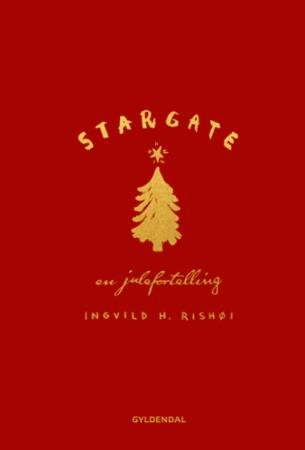 STARGATE
en julefortelling
INGVILD H. RISHØI
GYLDENDAL